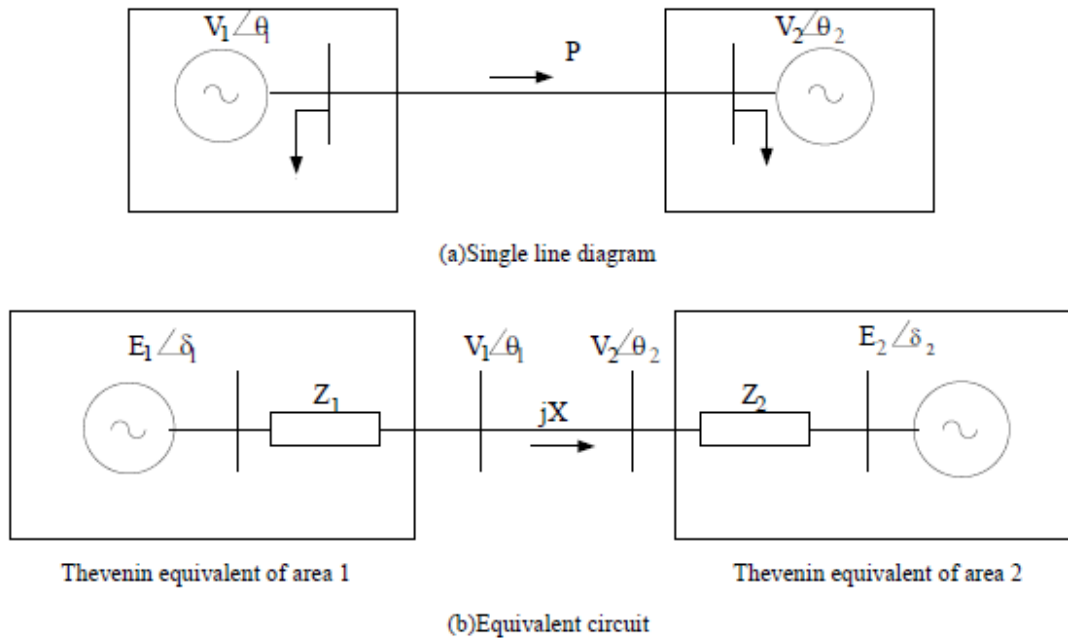 V₁∠θ₁
V₂∠θ₂
P
(a)Single line diagram
E₁∠δ₁
V₁∠θ₁
V₂∠θ₂
E₂∠δ₂
Z₁
jX
Z₂
Thevenin equivalent of area 1
Thevenin equivalent of area 2
(b)Equivalent circuit